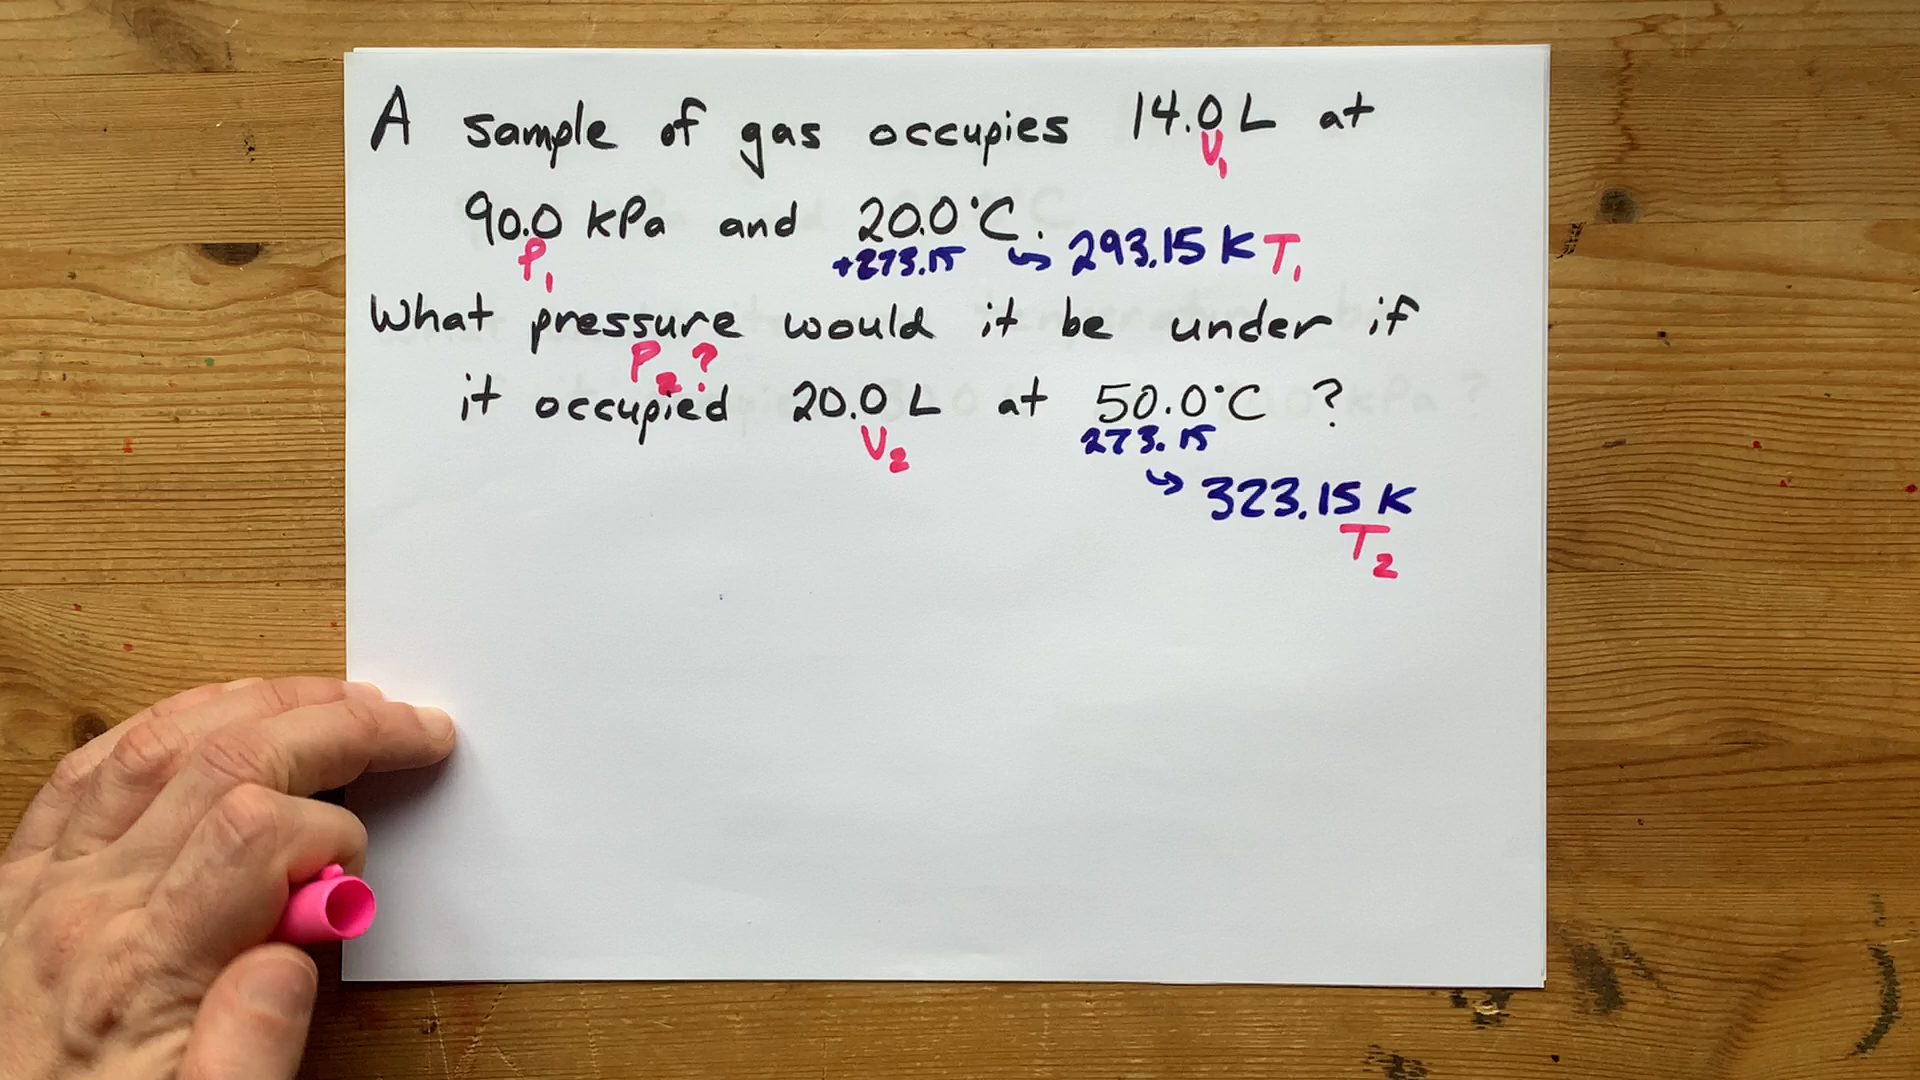 A sample of gas occupies 14.0 L at
V₁
90.0 kPa and 20.0°C.
P₁ +273.15 ↪ 293.15 K T₁
What pressure would it be under if
P₂?
it occupied 20.0 L at 50.0°C ?
V₂ 273.15
↪ 323.15 K
T₂